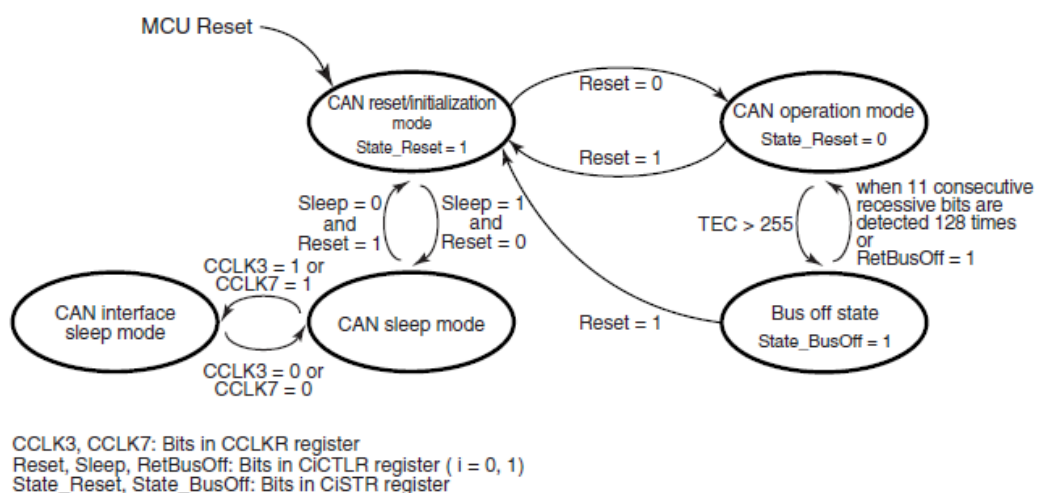 MCU Reset
CAN reset/initialization
mode
State_Reset = 1
Reset = 0
CAN operation mode
State_Reset = 0
Reset = 1
Sleep = 0
and
Reset = 1
Sleep = 1
and
Reset = 0
TEC > 255
when 11 consecutive
recessive bits are
detected 128 times
or
RetBusOff = 1
CCLK3 = 1 or
CCLK7 = 1
CAN interface
sleep mode
CAN sleep mode
Reset = 1
Bus off state
State_BusOff = 1
CCLK3 = 0 or
CCLK7 = 0
CCLK3, CCLK7: Bits in CCLKR register
Reset, Sleep, RetBusOff: Bits in CiCTLR register ( i = 0, 1)
State_Reset, State_BusOff: Bits in CiSTR register